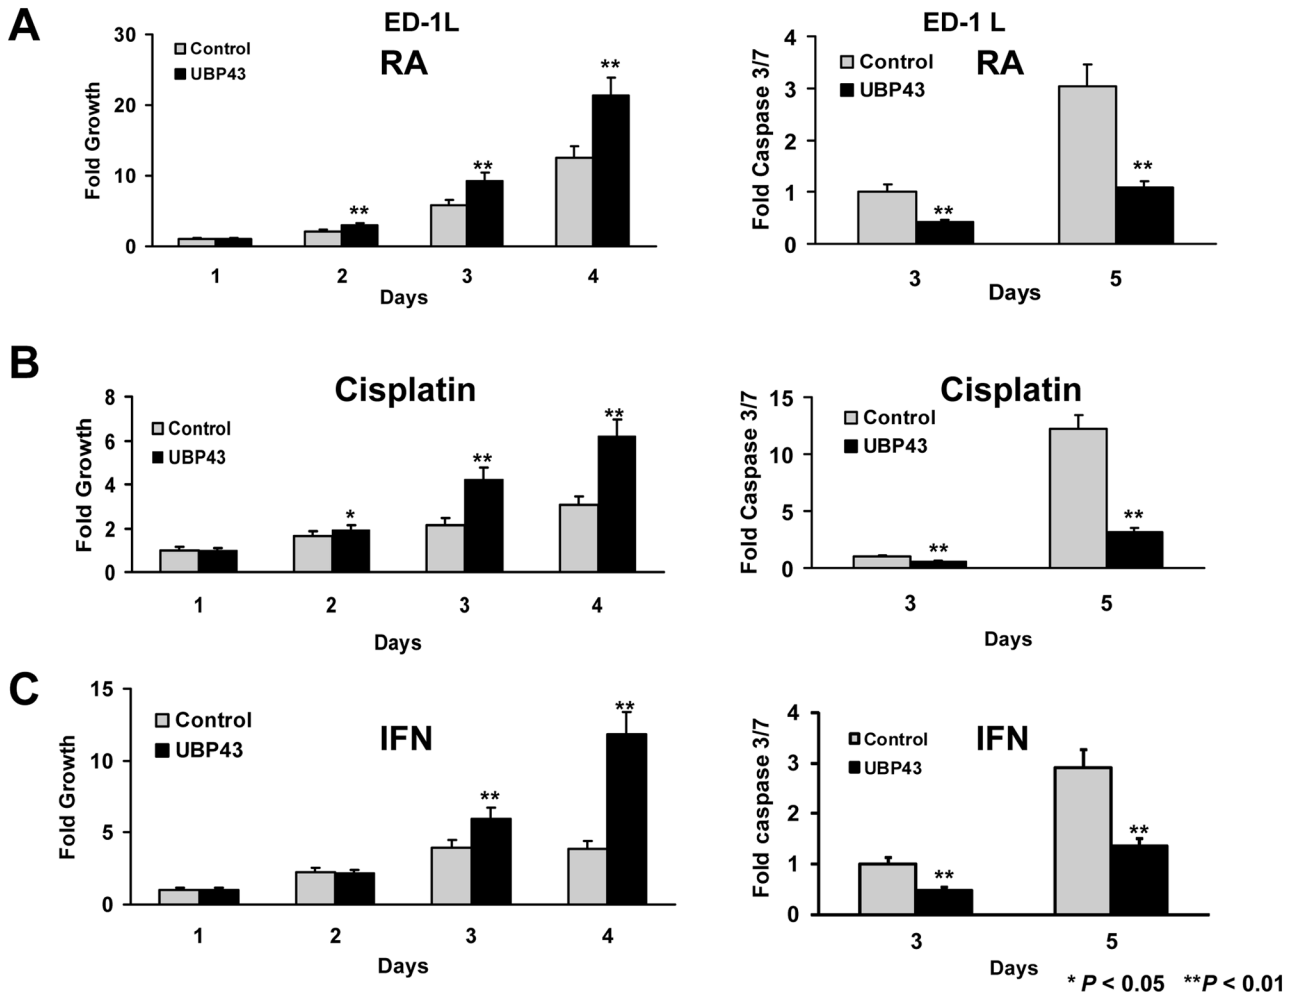 A
ED-1L
RA
Control
UBP43
Fold Growth
30
20
10
0
**
**
**
1 2 3 4
Days
ED-1 L
RA
Control
UBP43
Fold Caspase 3/7
4
3
2
1
0
**
**
3 5
Days
B
Cisplatin
Control
UBP43
Fold Growth
8
6
4
2
0
*
**
**
1 2 3 4
Days
Cisplatin
Control
UBP43
Fold Caspase 3/7
15
10
5
0
**
**
3 5
Days
C
IFN
Control
UBP43
Fold Growth
15
10
5
0
**
**
1 2 3 4
Days
IFN
Control
UBP43
Fold caspase 3/7
4
3
2
1
0
**
**
3 5
Days
* P < 0.05 **P < 0.01